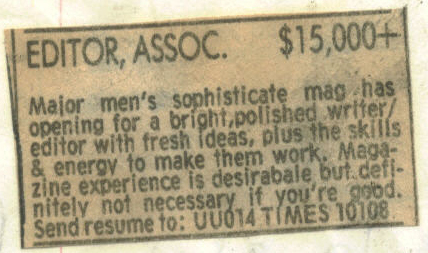 EDITOR, ASSOC. $15,000+
Major men's sophisticate mag has
opening for a bright,polished writer/
editor with fresh ideas, plus the skills
& energy to make them work. Maga-
zine experience is desirabale but defi-
nitely not necessary if you're good.
Send resume to: UU014 TIMES 10108